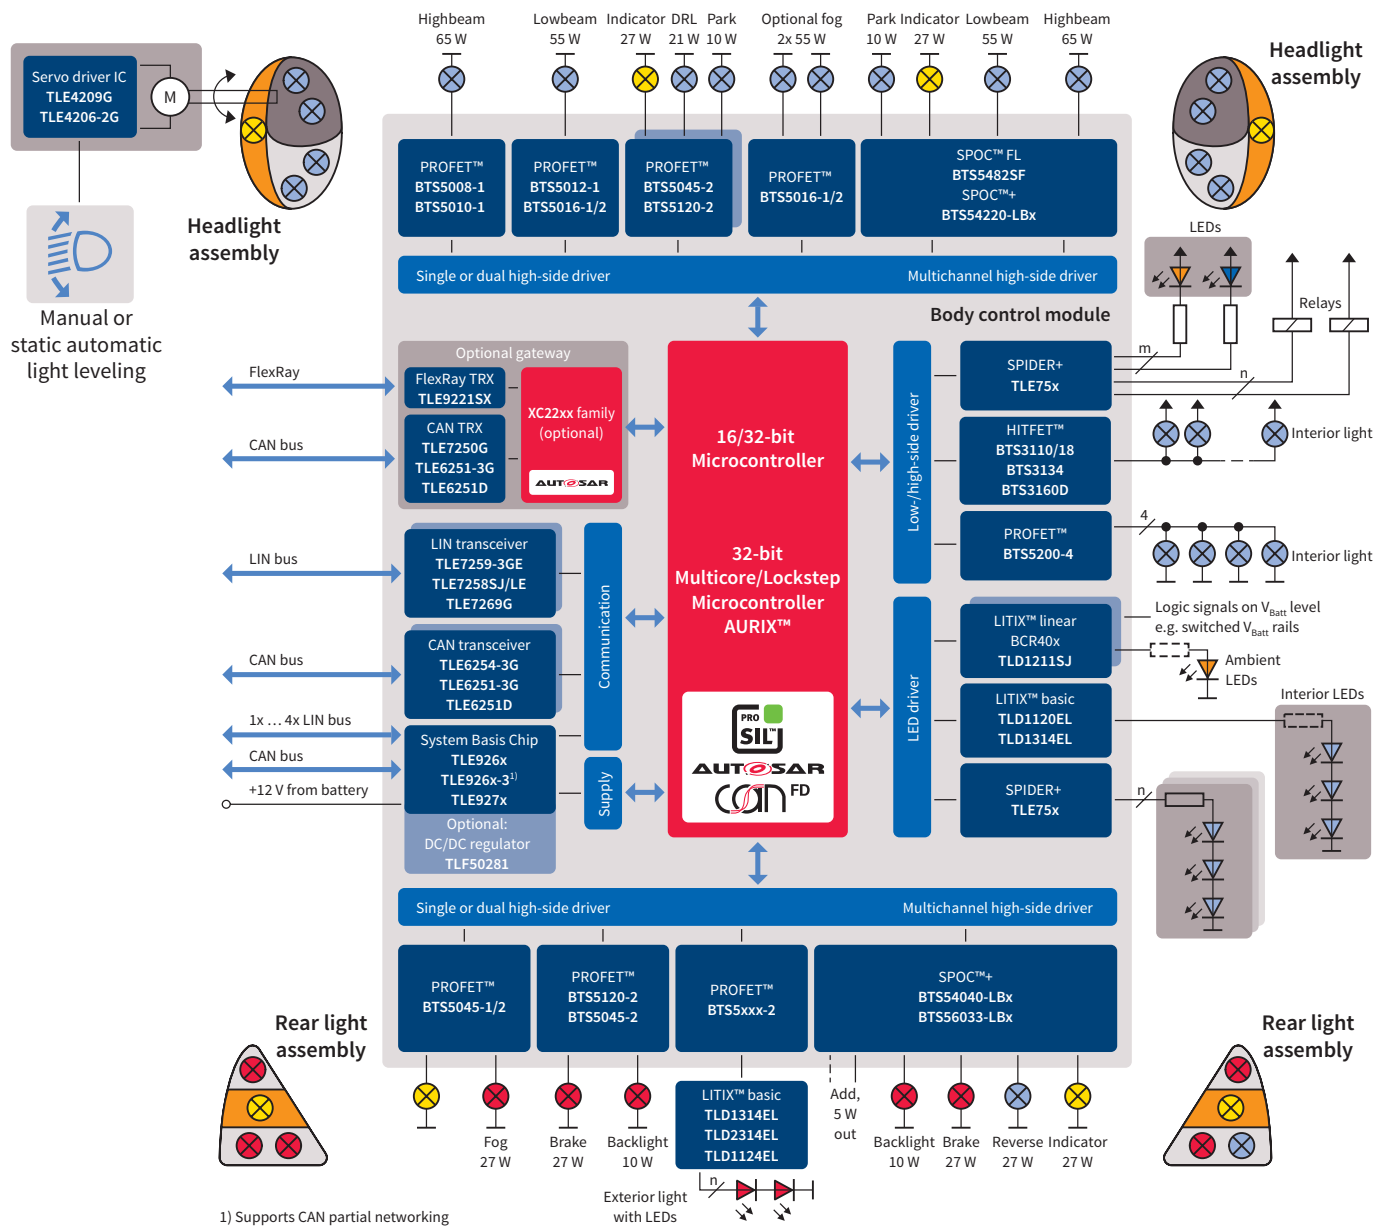 Highbeam
65 W
Lowbeam
55 W
Indicator
27 W
DRL
21 W
Park
10 W
Optional fog
2x 55 W
Park
10 W
Indicator
27 W
Lowbeam
55 W
Highbeam
65 W
Servo driver IC
TLE4209G
TLE4206-2G
M
Headlight
assembly
Headlight
assembly
Manual or
static automatic
light leveling
PROFET™
BTS5008-1
BTS5010-1
PROFET™
BTS5012-1
BTS5016-1/2
PROFET™
BTS5045-2
BTS5120-2
PROFET™
BTS5016-1/2
SPOC™ FL
BTS5482SF
SPOC™+
BTS54220-LBx
Single or dual high-side driver
Multichannel high-side driver
Body control module
LEDs
Relays
m
n
Optional gateway
FlexRay
FlexRay TRX
TLE9221SX
CAN bus
CAN TRX
TLE7250G
TLE6251-3G
TLE6251D
XC22xx family
(optional)
AUTOSAR
16/32-bit
Microcontroller
32-bit
Multicore/Lockstep
Microcontroller
AURIX™
PRO
SIL™
AUTOSAR
CAN FD
Low-/high-side driver
SPIDER+
TLE75x
HITFET™
BTS3110/18
BTS3134
BTS3160D
Interior light
PROFET™
BTS5200-4
4
Interior light
LIN bus
LIN transceiver
TLE7259-3GE
TLE7258SJ/LE
TLE7269G
Communication
CAN bus
CAN transceiver
TLE6254-3G
TLE6251-3G
TLE6251D
1x … 4x LIN bus
CAN bus
+12 V from battery
System Basis Chip
TLE926x
TLE926x-3¹⁾
TLE927x
Optional:
DC/DC regulator
TLF50281
Supply
LED driver
LITIX™ linear
BCR40x
TLD1211SJ
Logic signals on VBatt level
e.g. switched VBatt rails
Ambient
LEDs
LITIX™ basic
TLD1120EL
TLD1314EL
Interior LEDs
SPIDER+
TLE75x
n
Single or dual high-side driver
Multichannel high-side driver
PROFET™
BTS5045-1/2
PROFET™
BTS5120-2
BTS5045-2
PROFET™
BTS5xxx-2
SPOC™+
BTS54040-LBx
BTS56033-LBx
Rear light
assembly
Rear light
assembly
Fog
27 W
Brake
27 W
Backlight
10 W
LITIX™ basic
TLD1314EL
TLD2314EL
TLD1124EL
Add,
5 W
out
Backlight
10 W
Brake
27 W
Reverse
27 W
Indicator
27 W
n
Exterior light
with LEDs
1) Supports CAN partial networking